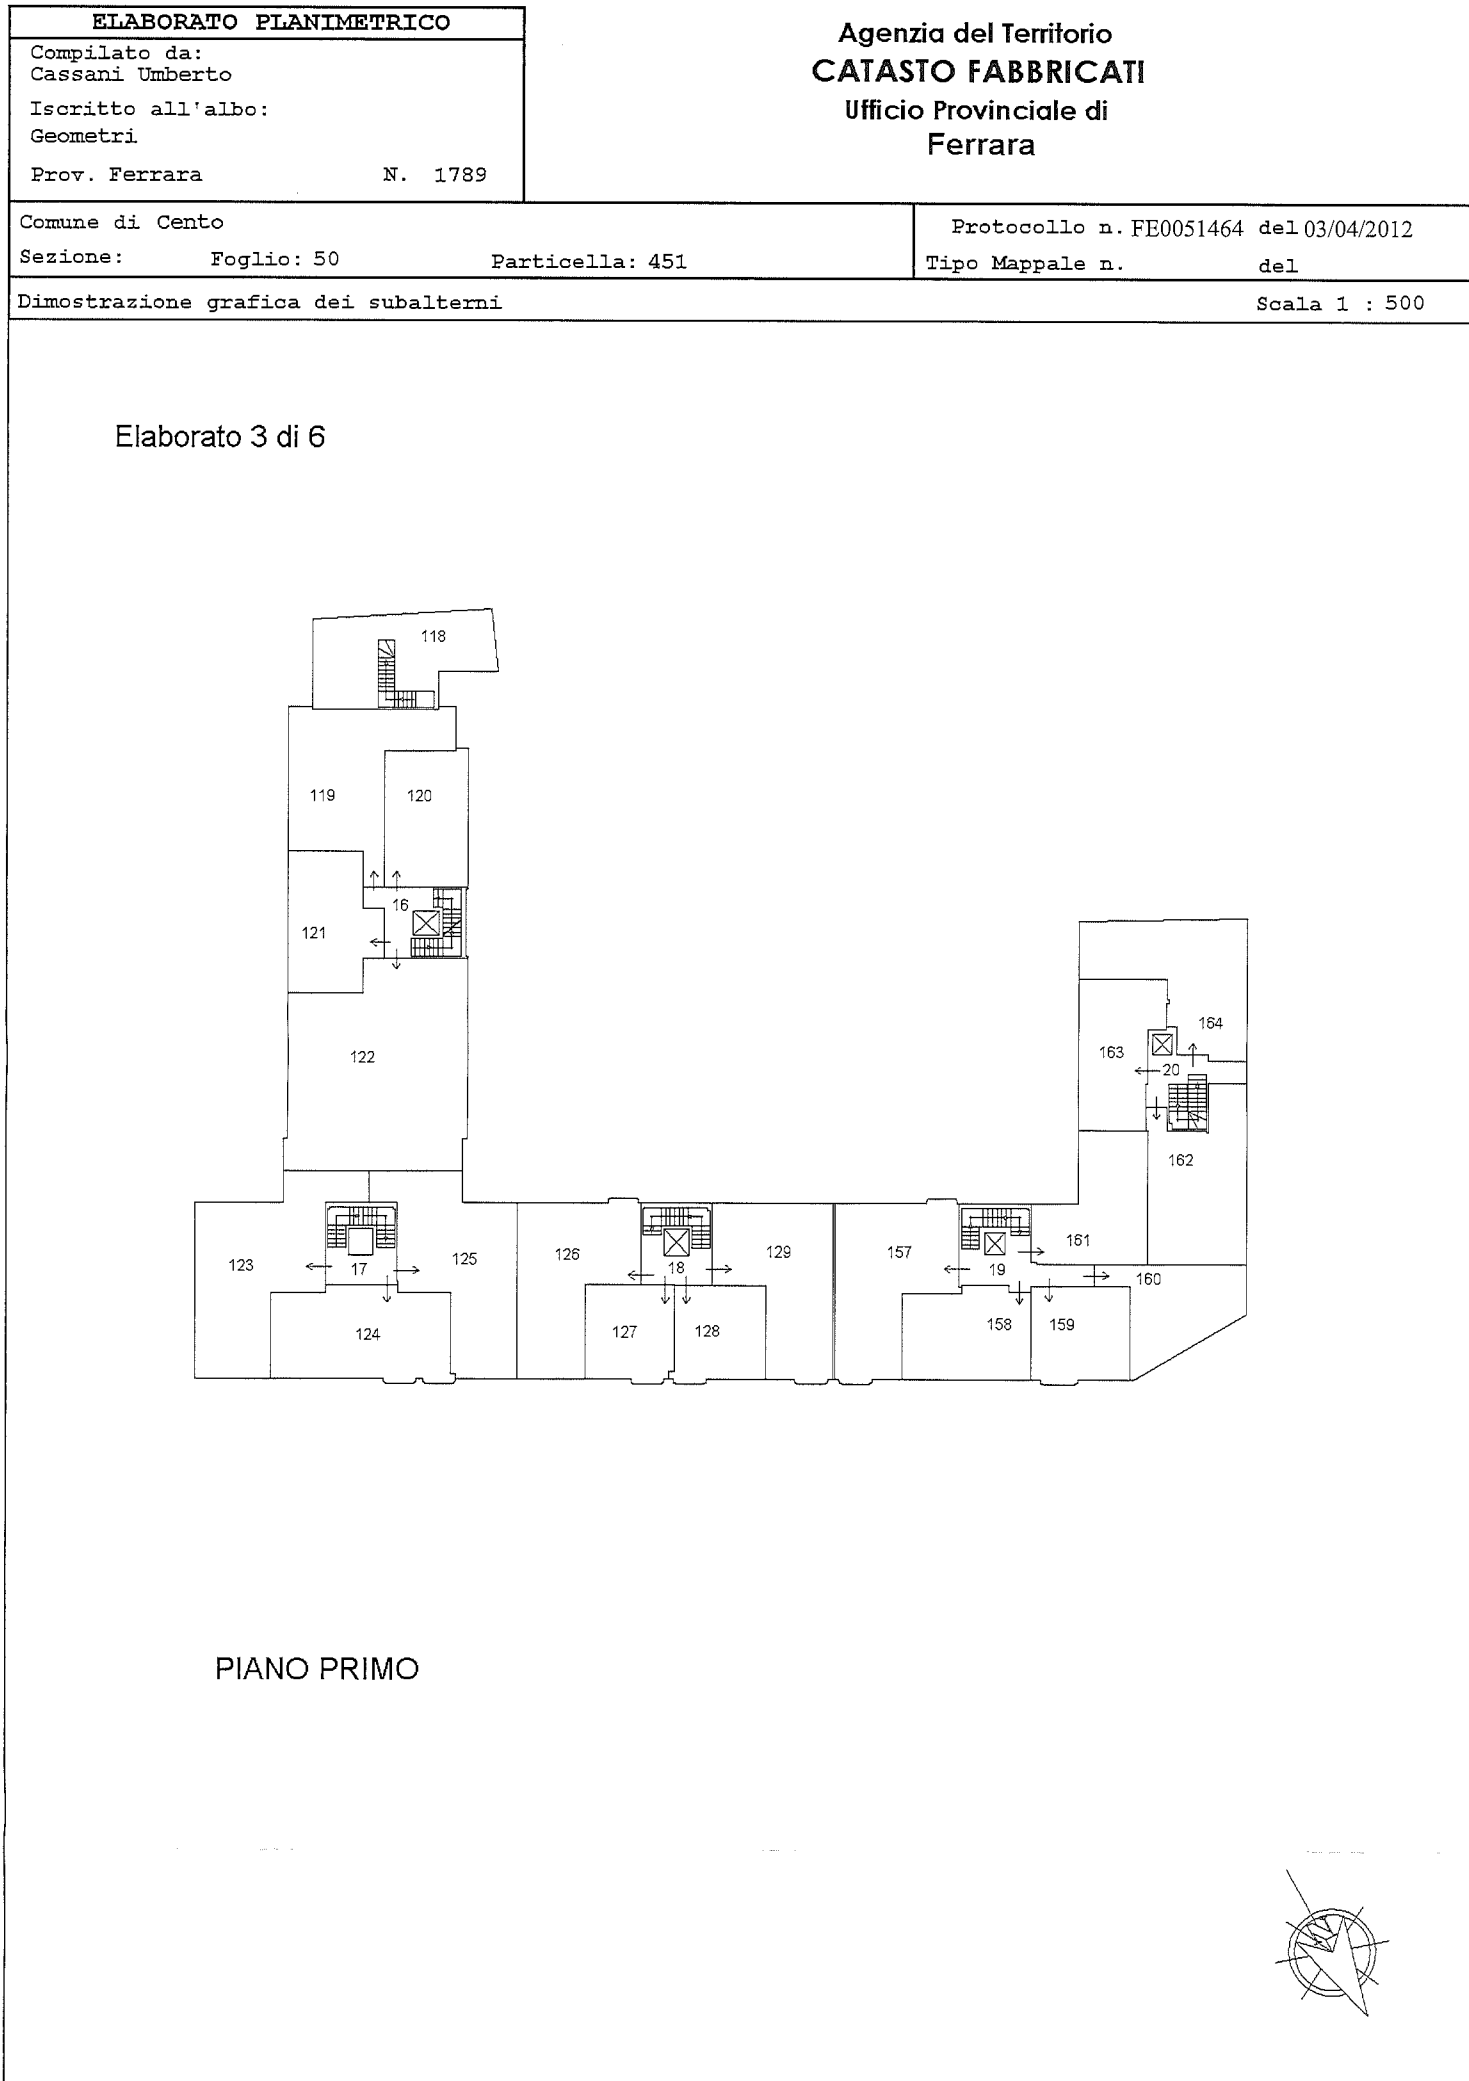 ELABORATO PLANIMETRICO
Compilato da:
Cassani Umberto
Iscritto all'albo:
Geometri
Prov. Ferrara N. 1789
Agenzia del Territorio
CATASTO FABBRICATI
Ufficio Provinciale di
Ferrara
Comune di Cento
Sezione: Foglio: 50 Particella: 451
Protocollo n. FE0051464 del 03/04/2012
Tipo Mappale n. del
Dimostrazione grafica dei subalterni Scala 1 : 500
Elaborato 3 di 6
118
119 120
16
121
122
164
163
20
162
123 17 125 126 18 129 157 19 161
160
124 127 128 158 159
PIANO PRIMO